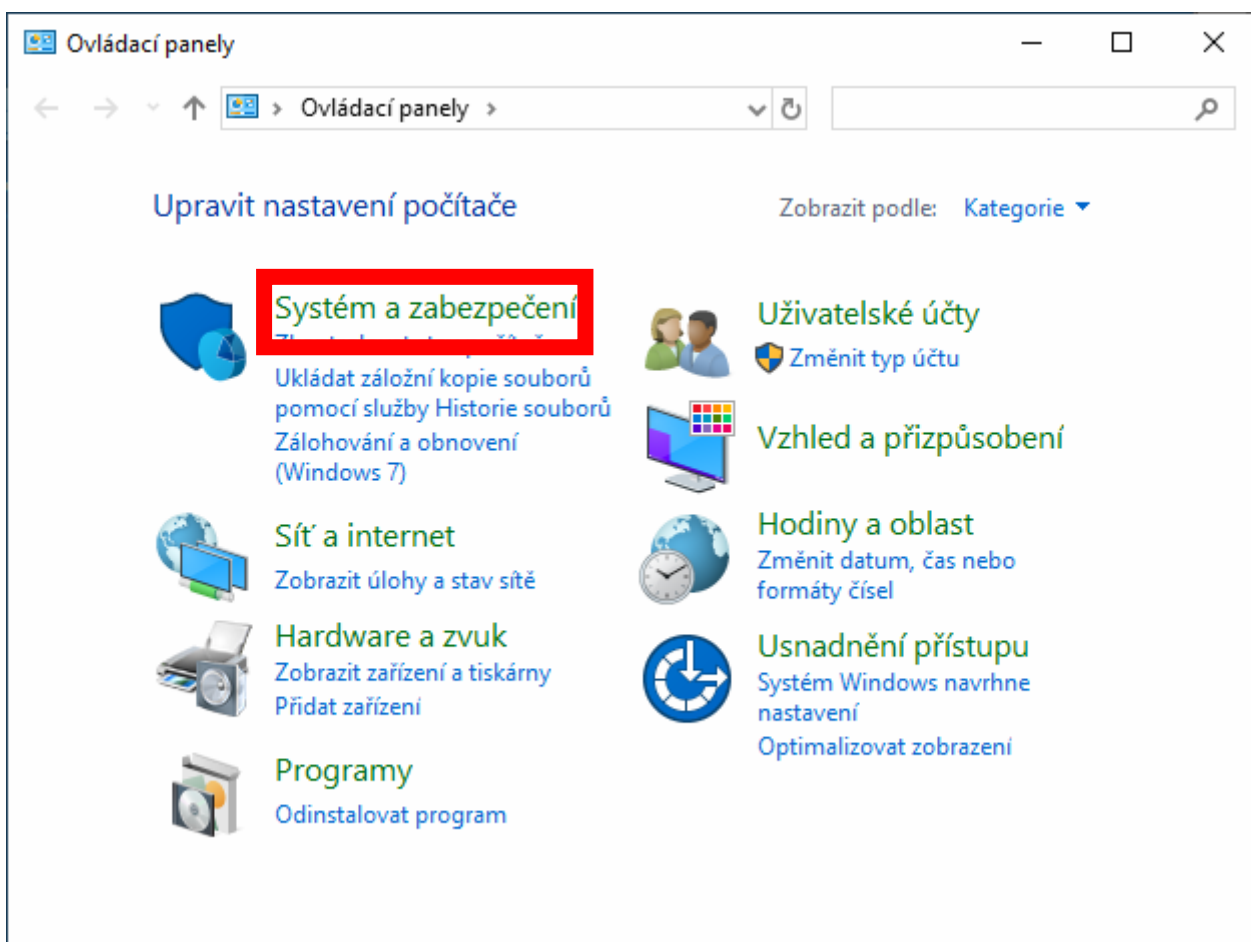 Ovládací panely
Ovládací panely
Upravit nastavení počítače
Zobrazit podle: Kategorie
Systém a zabezpečení
Ukládat záložní kopie souborů
pomocí služby Historie souborů
Zálohování a obnovení
(Windows 7)
Síť a internet
Zobrazit úlohy a stav sítě
Hardware a zvuk
Zobrazit zařízení a tiskárny
Přidat zařízení
Programy
Odinstalovat program
Uživatelské účty
Změnit typ účtu
Vzhled a přizpůsobení
Hodiny a oblast
Změnit datum, čas nebo
formáty čísel
Usnadnění přístupu
Systém Windows navrhne
nastavení
Optimalizovat zobrazení